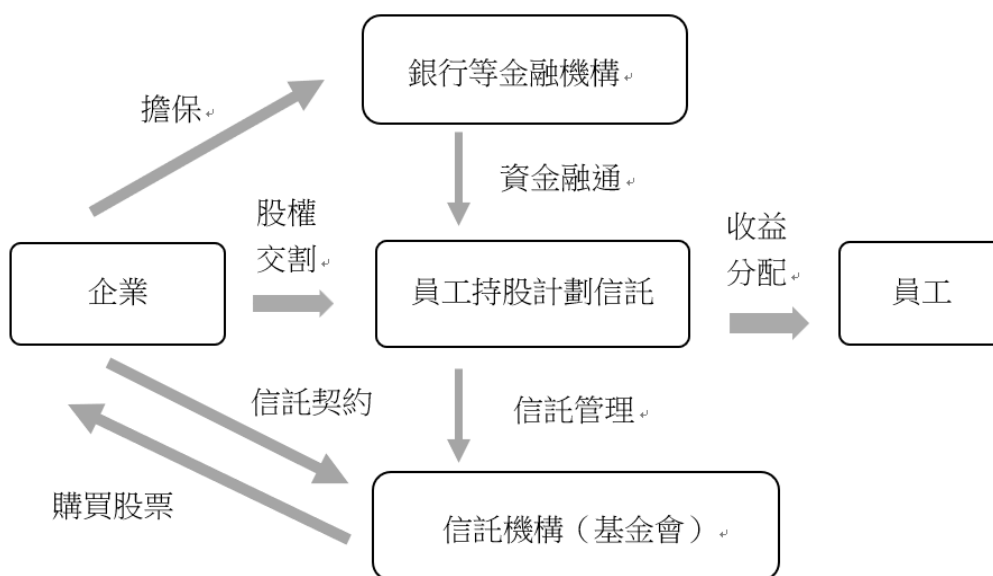 銀行等金融機構
擔保
資金融通
股權
交割
收益
分配
企業
員工持股計劃信託
員工
信託契約
信託管理
購買股票
信託機構（基金會）